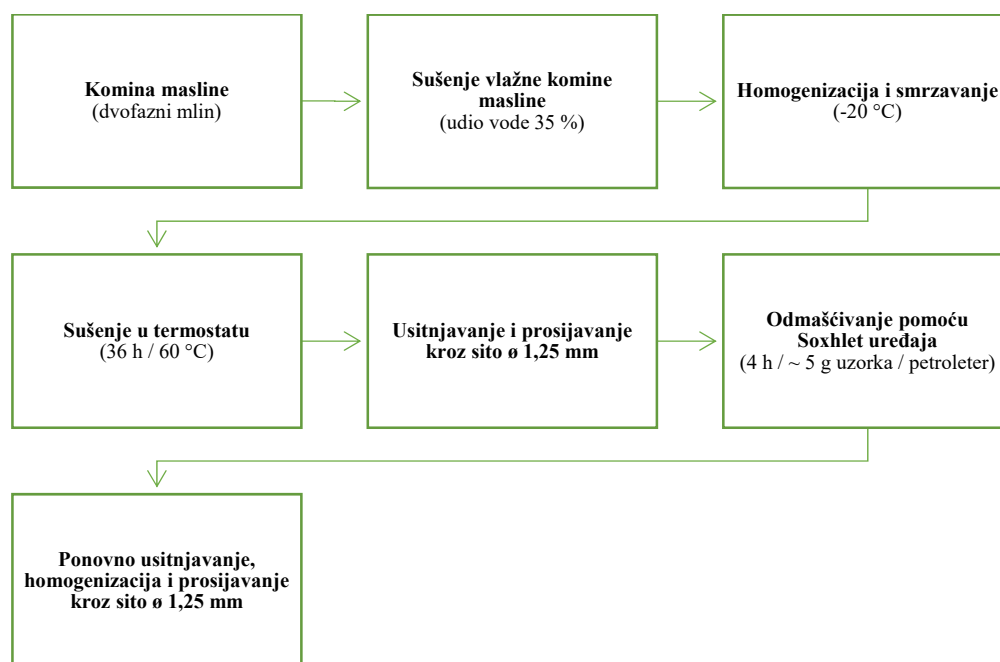 Komina masline
(dvofazni mlin)
Sušenje vlažne komine
masline
(udio vode 35 %)
Homogenizacija i smrzavanje
(-20 °C)
Sušenje u termostatu
(36 h / 60 °C)
Usitnjavanje i prosijavanje
kroz sito ø 1,25 mm
Odmašćivanje pomoću
Soxhlet uređaja
(4 h / ~ 5 g uzorka / petroleter)
Ponovno usitnjavanje,
homogenizacija i prosijavanje
kroz sito ø 1,25 mm